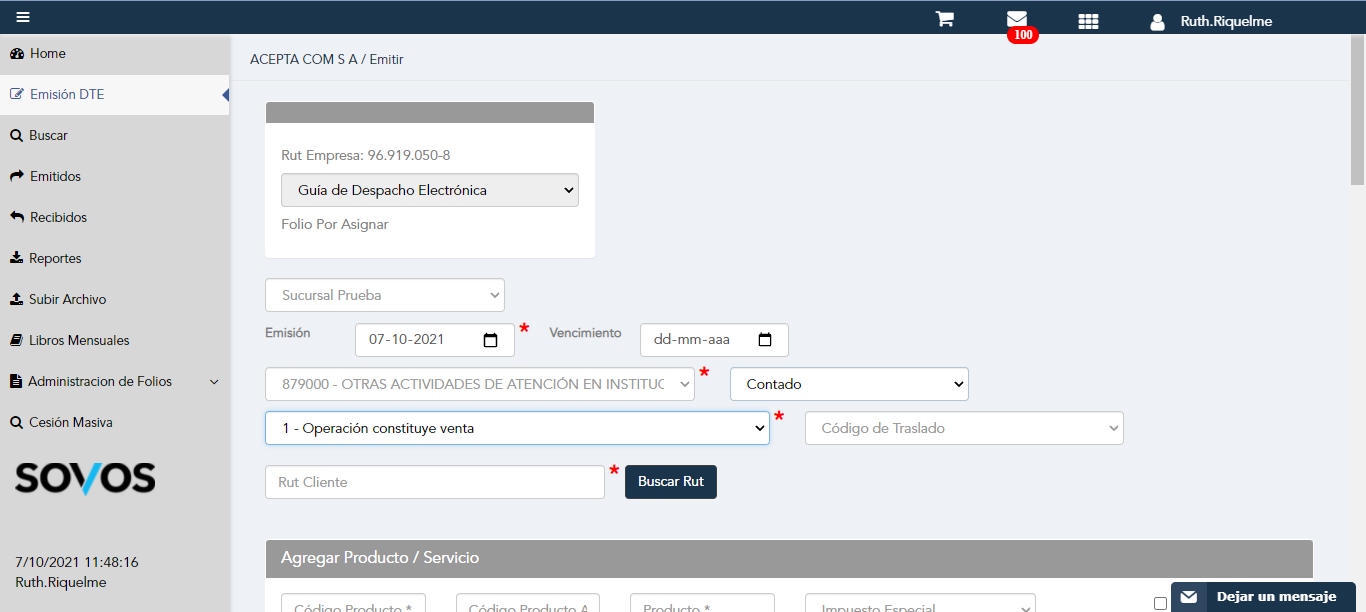 100
Ruth.Riquelme
Home
Emisión DTE
Buscar
Emitidos
Recibidos
Reportes
Subir Archivo
Libros Mensuales
Administracion de Folios
Cesión Masiva
SOVOS
7/10/2021 11:48:16
Ruth.Riquelme
ACEPTA COM S A / Emitir
Rut Empresa: 96.919.050-8
Guía de Despacho Electrónica
Folio Por Asignar
Sucursal Prueba
Emisión 07-10-2021 * Vencimiento dd-mm-aaa
879000 - OTRAS ACTIVIDADES DE ATENCIÓN EN INSTITUC * Contado
1 - Operación constituye venta * Código de Traslado
Rut Cliente * Buscar Rut
Agregar Producto / Servicio
Código Producto * Código Producto A Producto * Impuesto Especial
Dejar un mensaje